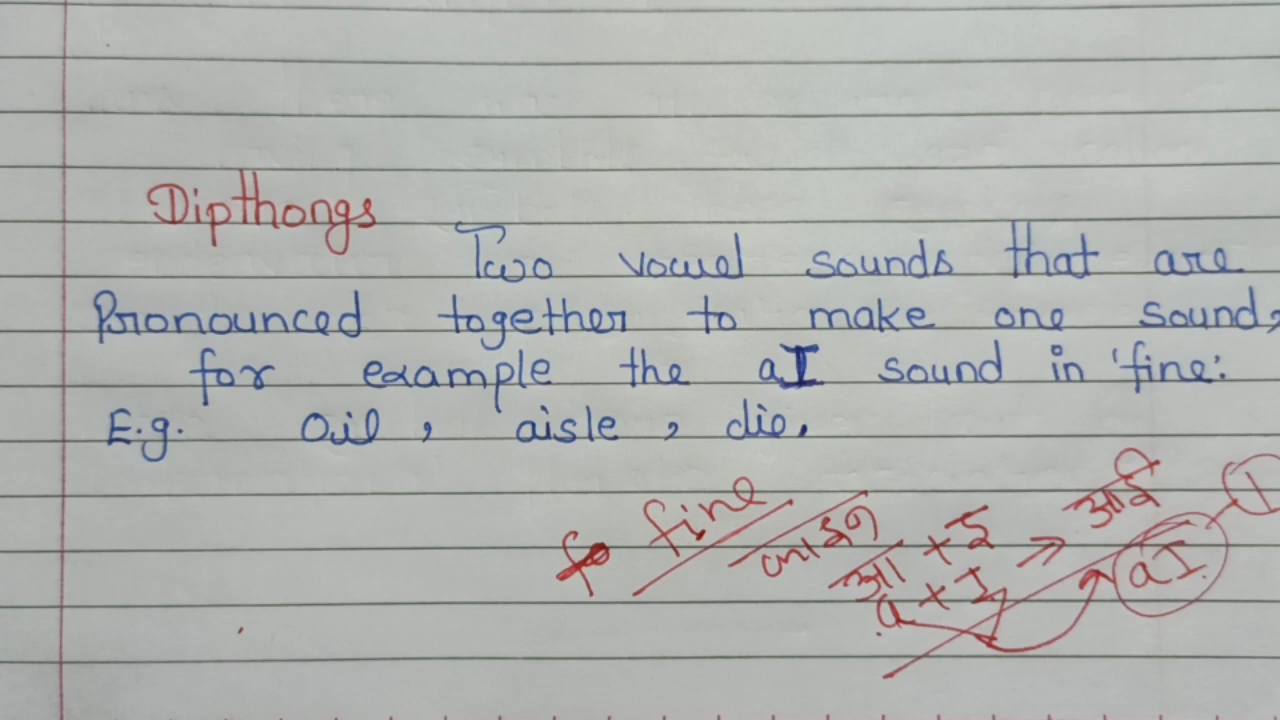 Dipthongs
Two vowel sounds that are
Pronounced together to make one sound,
for example the aI sound in 'fine'.
E.g. Oil, aisle, die.
fine
आ + इ => आई
a + I
aI
1